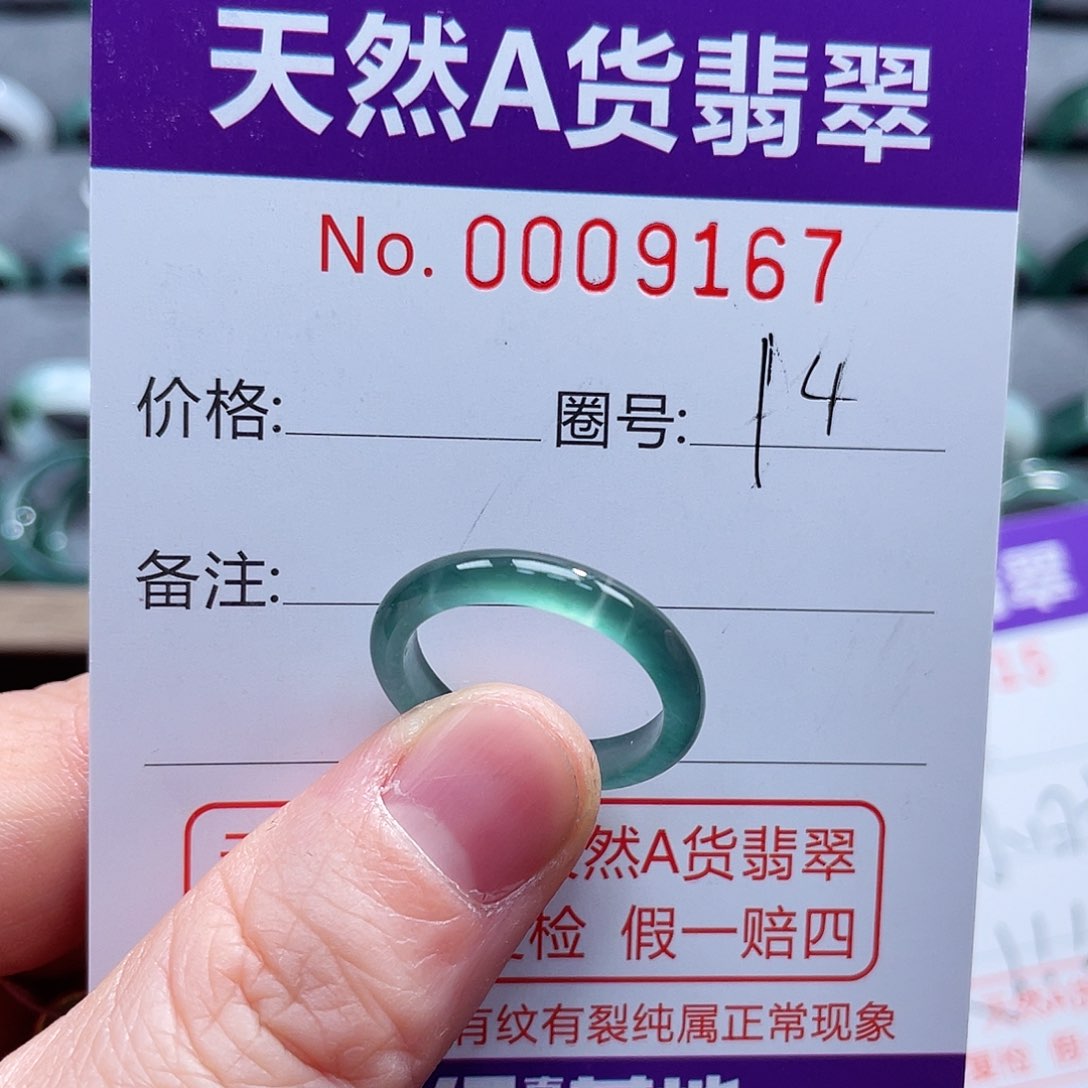 天然A货翡翠
No. 0009167
价格: 圈号: 14
备注:
然A货翡翠
检 假一赔四
有纹有裂纯属正常现象